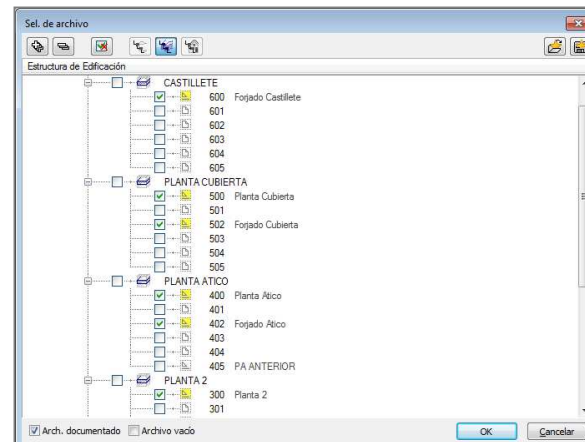 Sel. de archivo
Estructura de Edificación
CASTILLETE
600 Forjado Castillete
601
602
603
604
605
PLANTA CUBIERTA
500 Planta Cubierta
501
502 Forjado Cubierta
503
504
505
PLANTA ATICO
400 Planta Atico
401
402 Forjado Atico
403
404
405 PA ANTERIOR
PLANTA 2
300 Planta 2
301
Arch. documentado Archivo vacío OK Cancelar